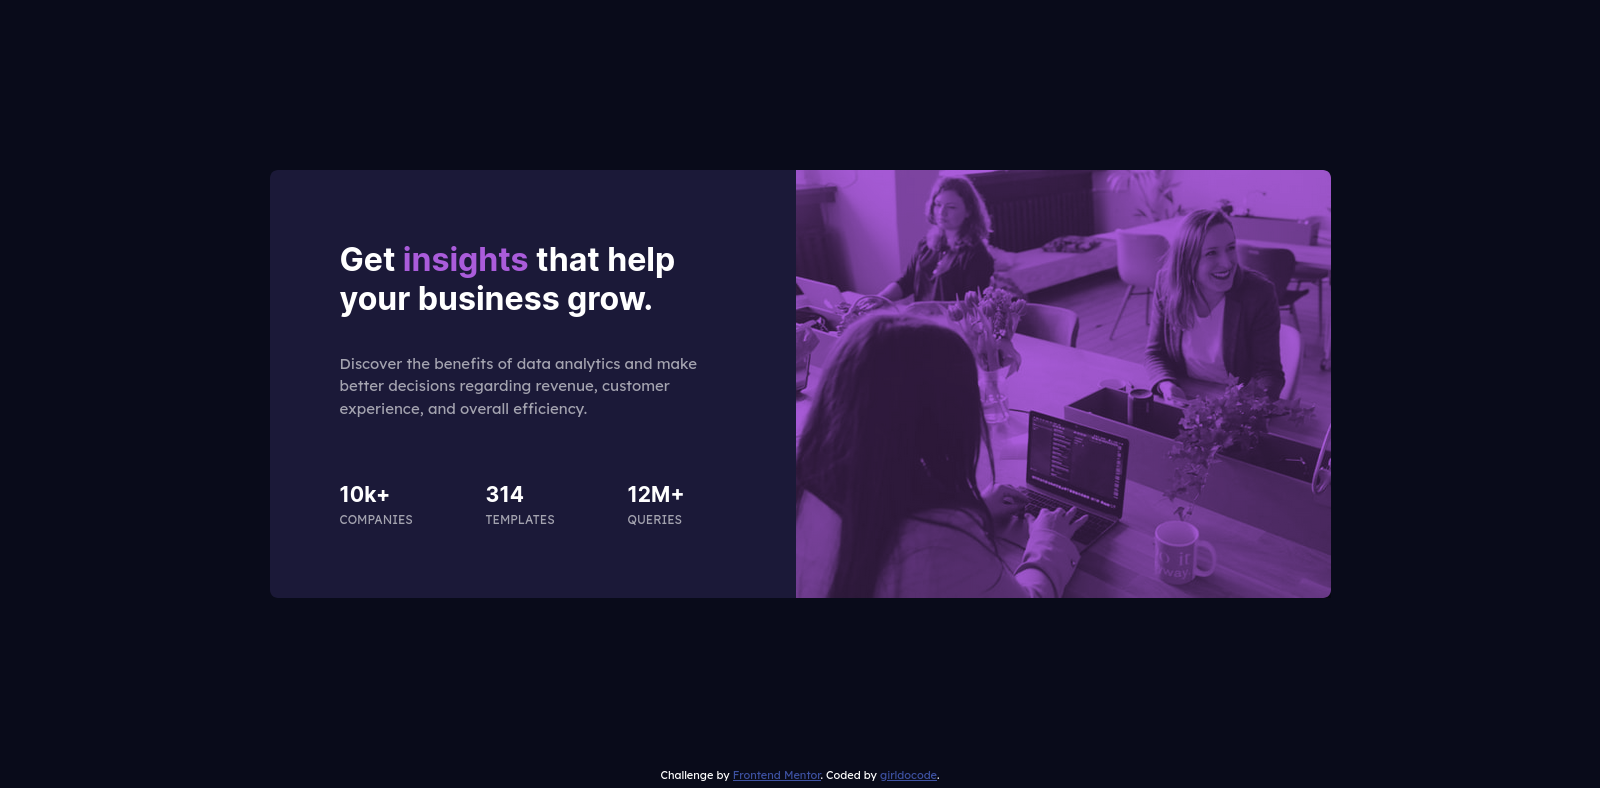 Get insights that help
your business grow.
Discover the benefits of data analytics and make
better decisions regarding revenue, customer
experience, and overall efficiency.
10k+ 314 12M+
COMPANIES TEMPLATES QUERIES
Challenge by Frontend Mentor. Coded by girldocode.